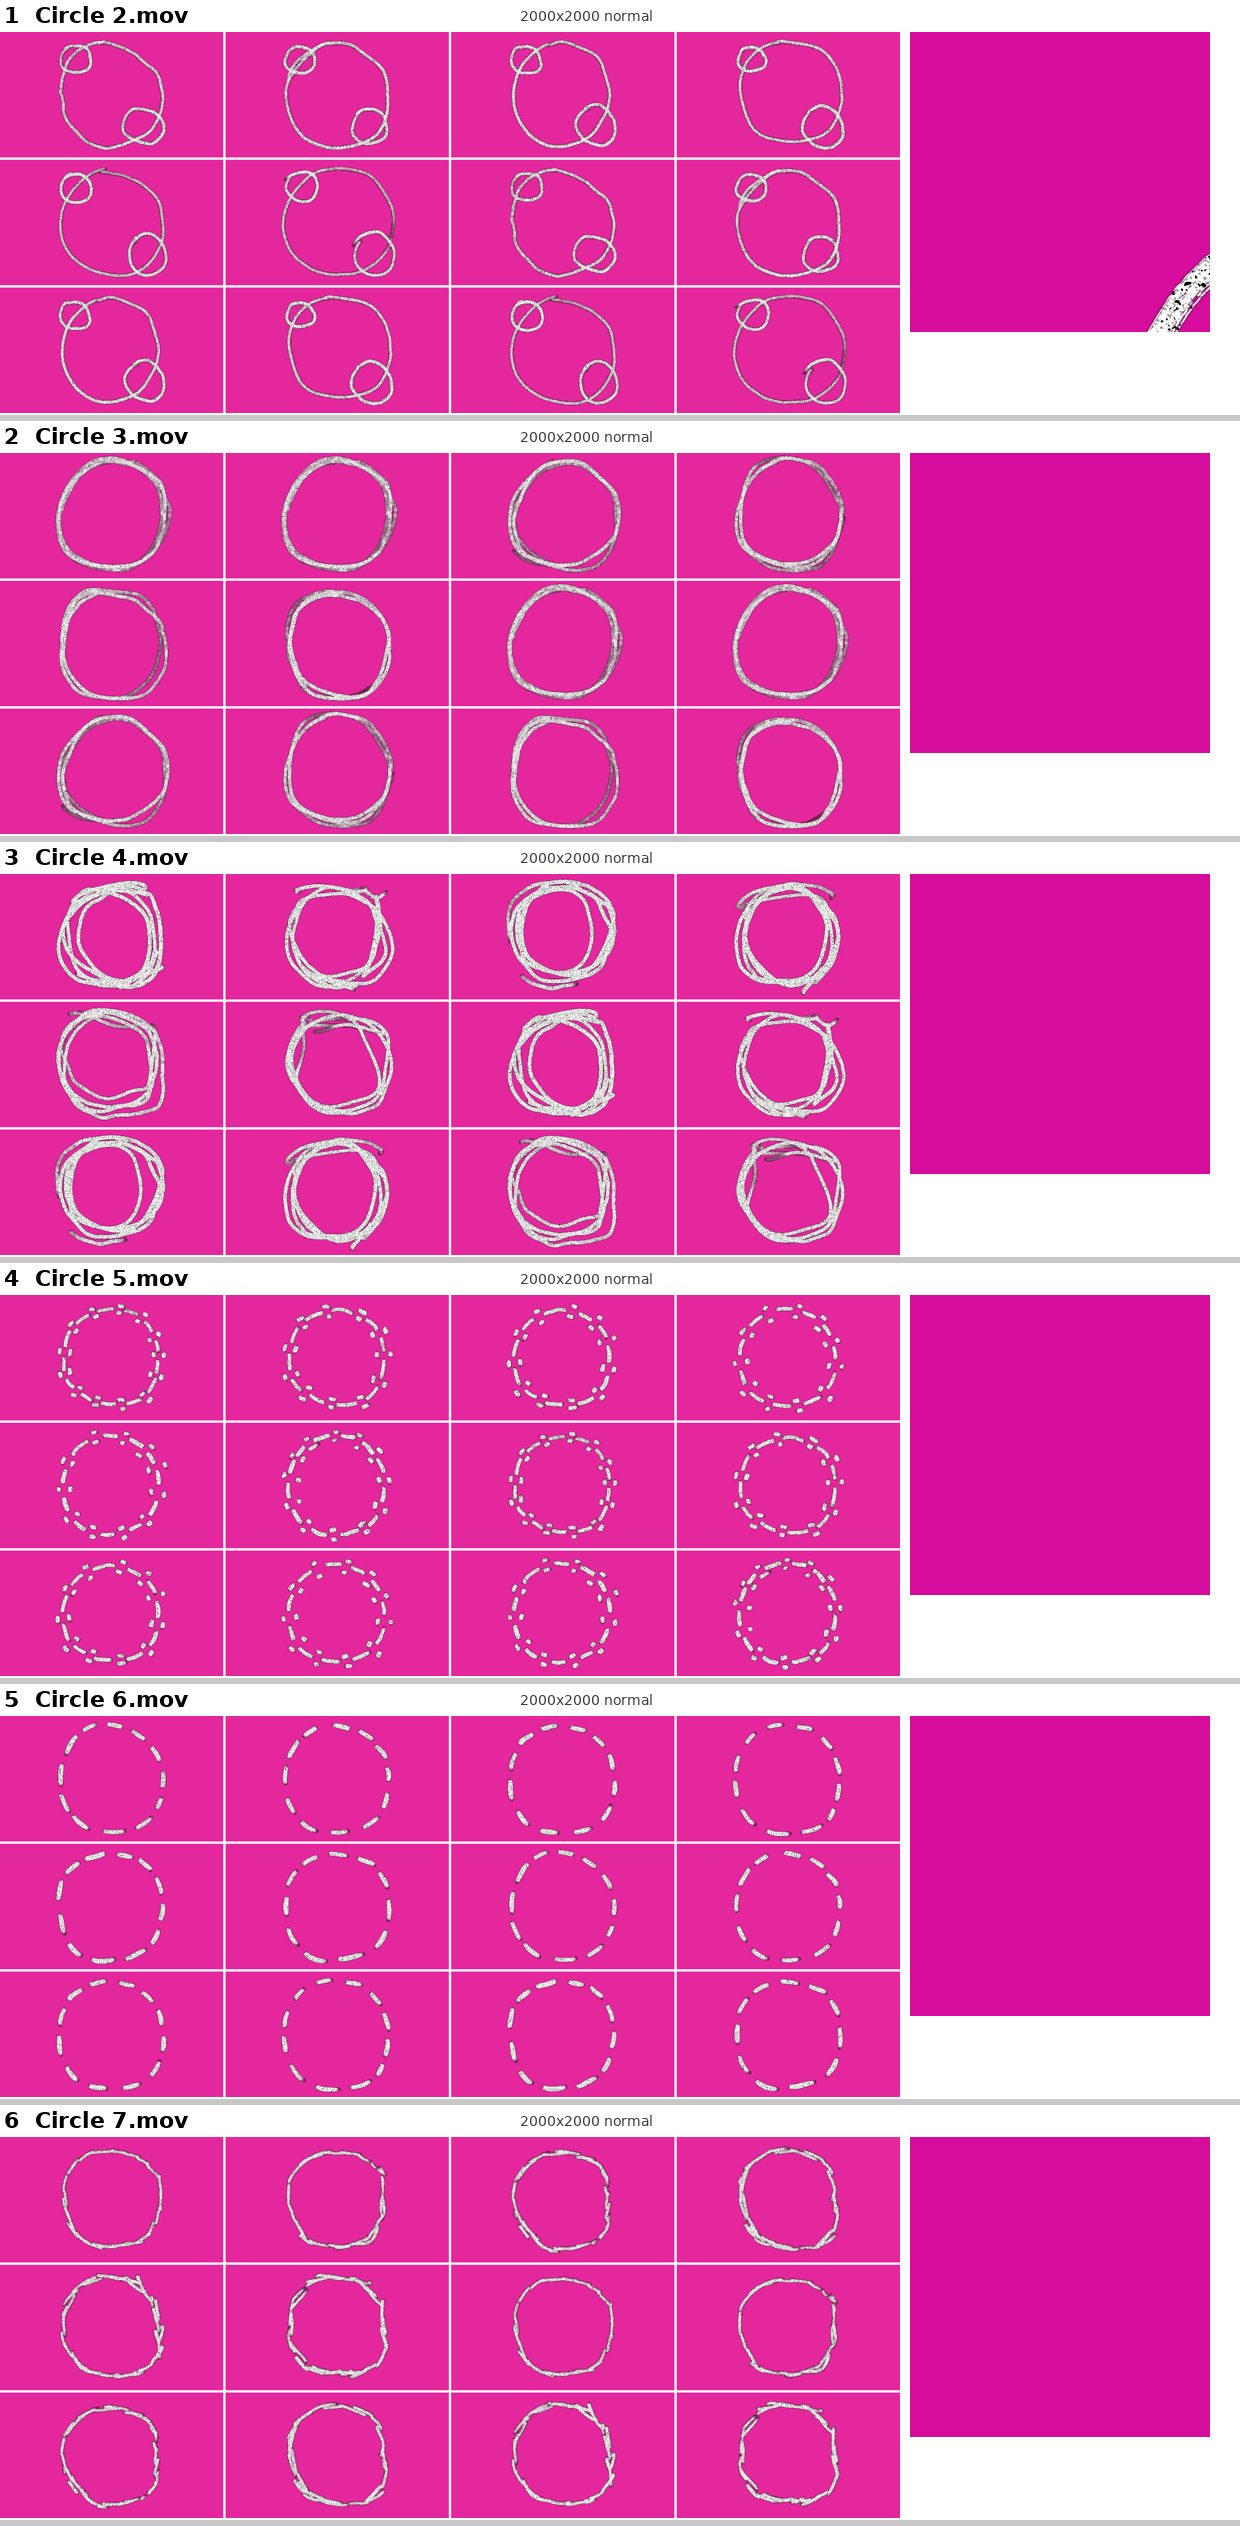 1 Circle 2.mov 2000x2000 normal
2 Circle 3.mov 2000x2000 normal
3 Circle 4.mov 2000x2000 normal
4 Circle 5.mov 2000x2000 normal
5 Circle 6.mov 2000x2000 normal
6 Circle 7.mov 2000x2000 normal